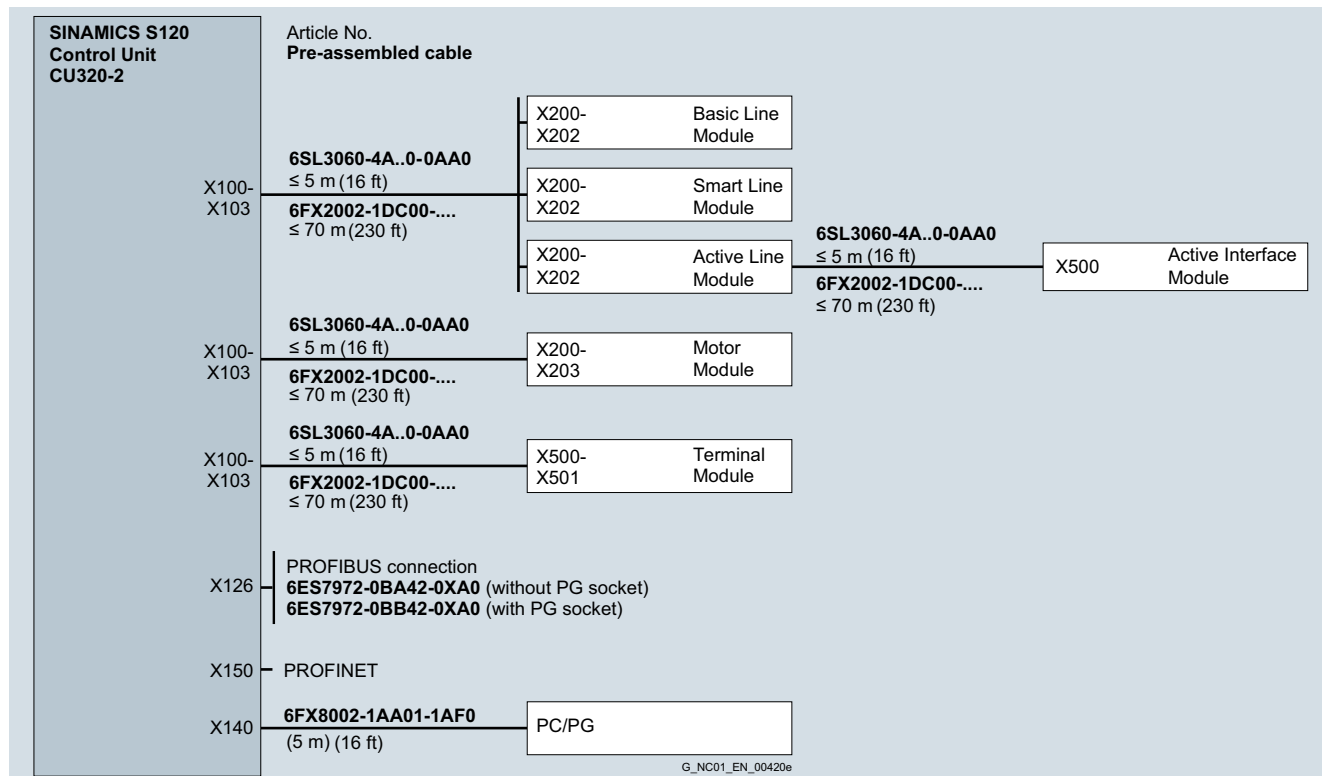 SINAMICS S120
Control Unit
CU320-2
Article No.
Pre-assembled cable
X200-
X202
Basic Line
Module
X100-
X103
6SL3060-4A..0-0AA0
≤ 5 m (16 ft)
6FX2002-1DC00-....
≤ 70 m (230 ft)
X200-
X202
Smart Line
Module
X200-
X202
Active Line
Module
6SL3060-4A..0-0AA0
≤ 5 m (16 ft)
6FX2002-1DC00-....
≤ 70 m (230 ft)
X500
Active Interface
Module
X100-
X103
6SL3060-4A..0-0AA0
≤ 5 m (16 ft)
6FX2002-1DC00-....
≤ 70 m (230 ft)
X200-
X203
Motor
Module
X100-
X103
6SL3060-4A..0-0AA0
≤ 5 m (16 ft)
6FX2002-1DC00-....
≤ 70 m (230 ft)
X500-
X501
Terminal
Module
X126
PROFIBUS connection
6ES7972-0BA42-0XA0 (without PG socket)
6ES7972-0BB42-0XA0 (with PG socket)
X150
PROFINET
X140
6FX8002-1AA01-1AF0
(5 m) (16 ft)
PC/PG
G_NC01_EN_00420e